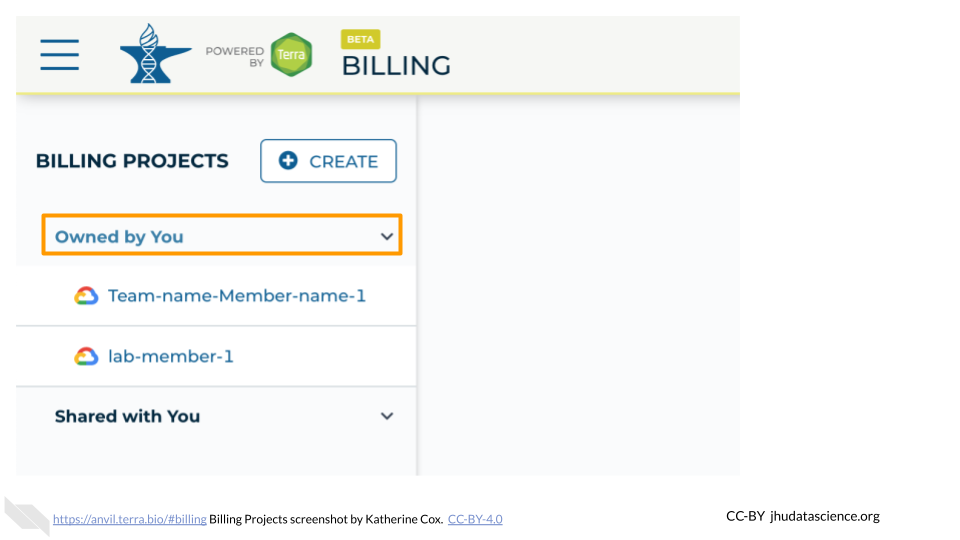 POWERED
BY
Terra
BETA
BILLING
BILLING PROJECTS
CREATE
Owned by You
Team-name-Member-name-1
lab-member-1
Shared with You
https://anvil.terra.bio/#billing Billing Projects screenshot by Katherine Cox. CC-BY-4.0
CC-BY jhudatascience.org